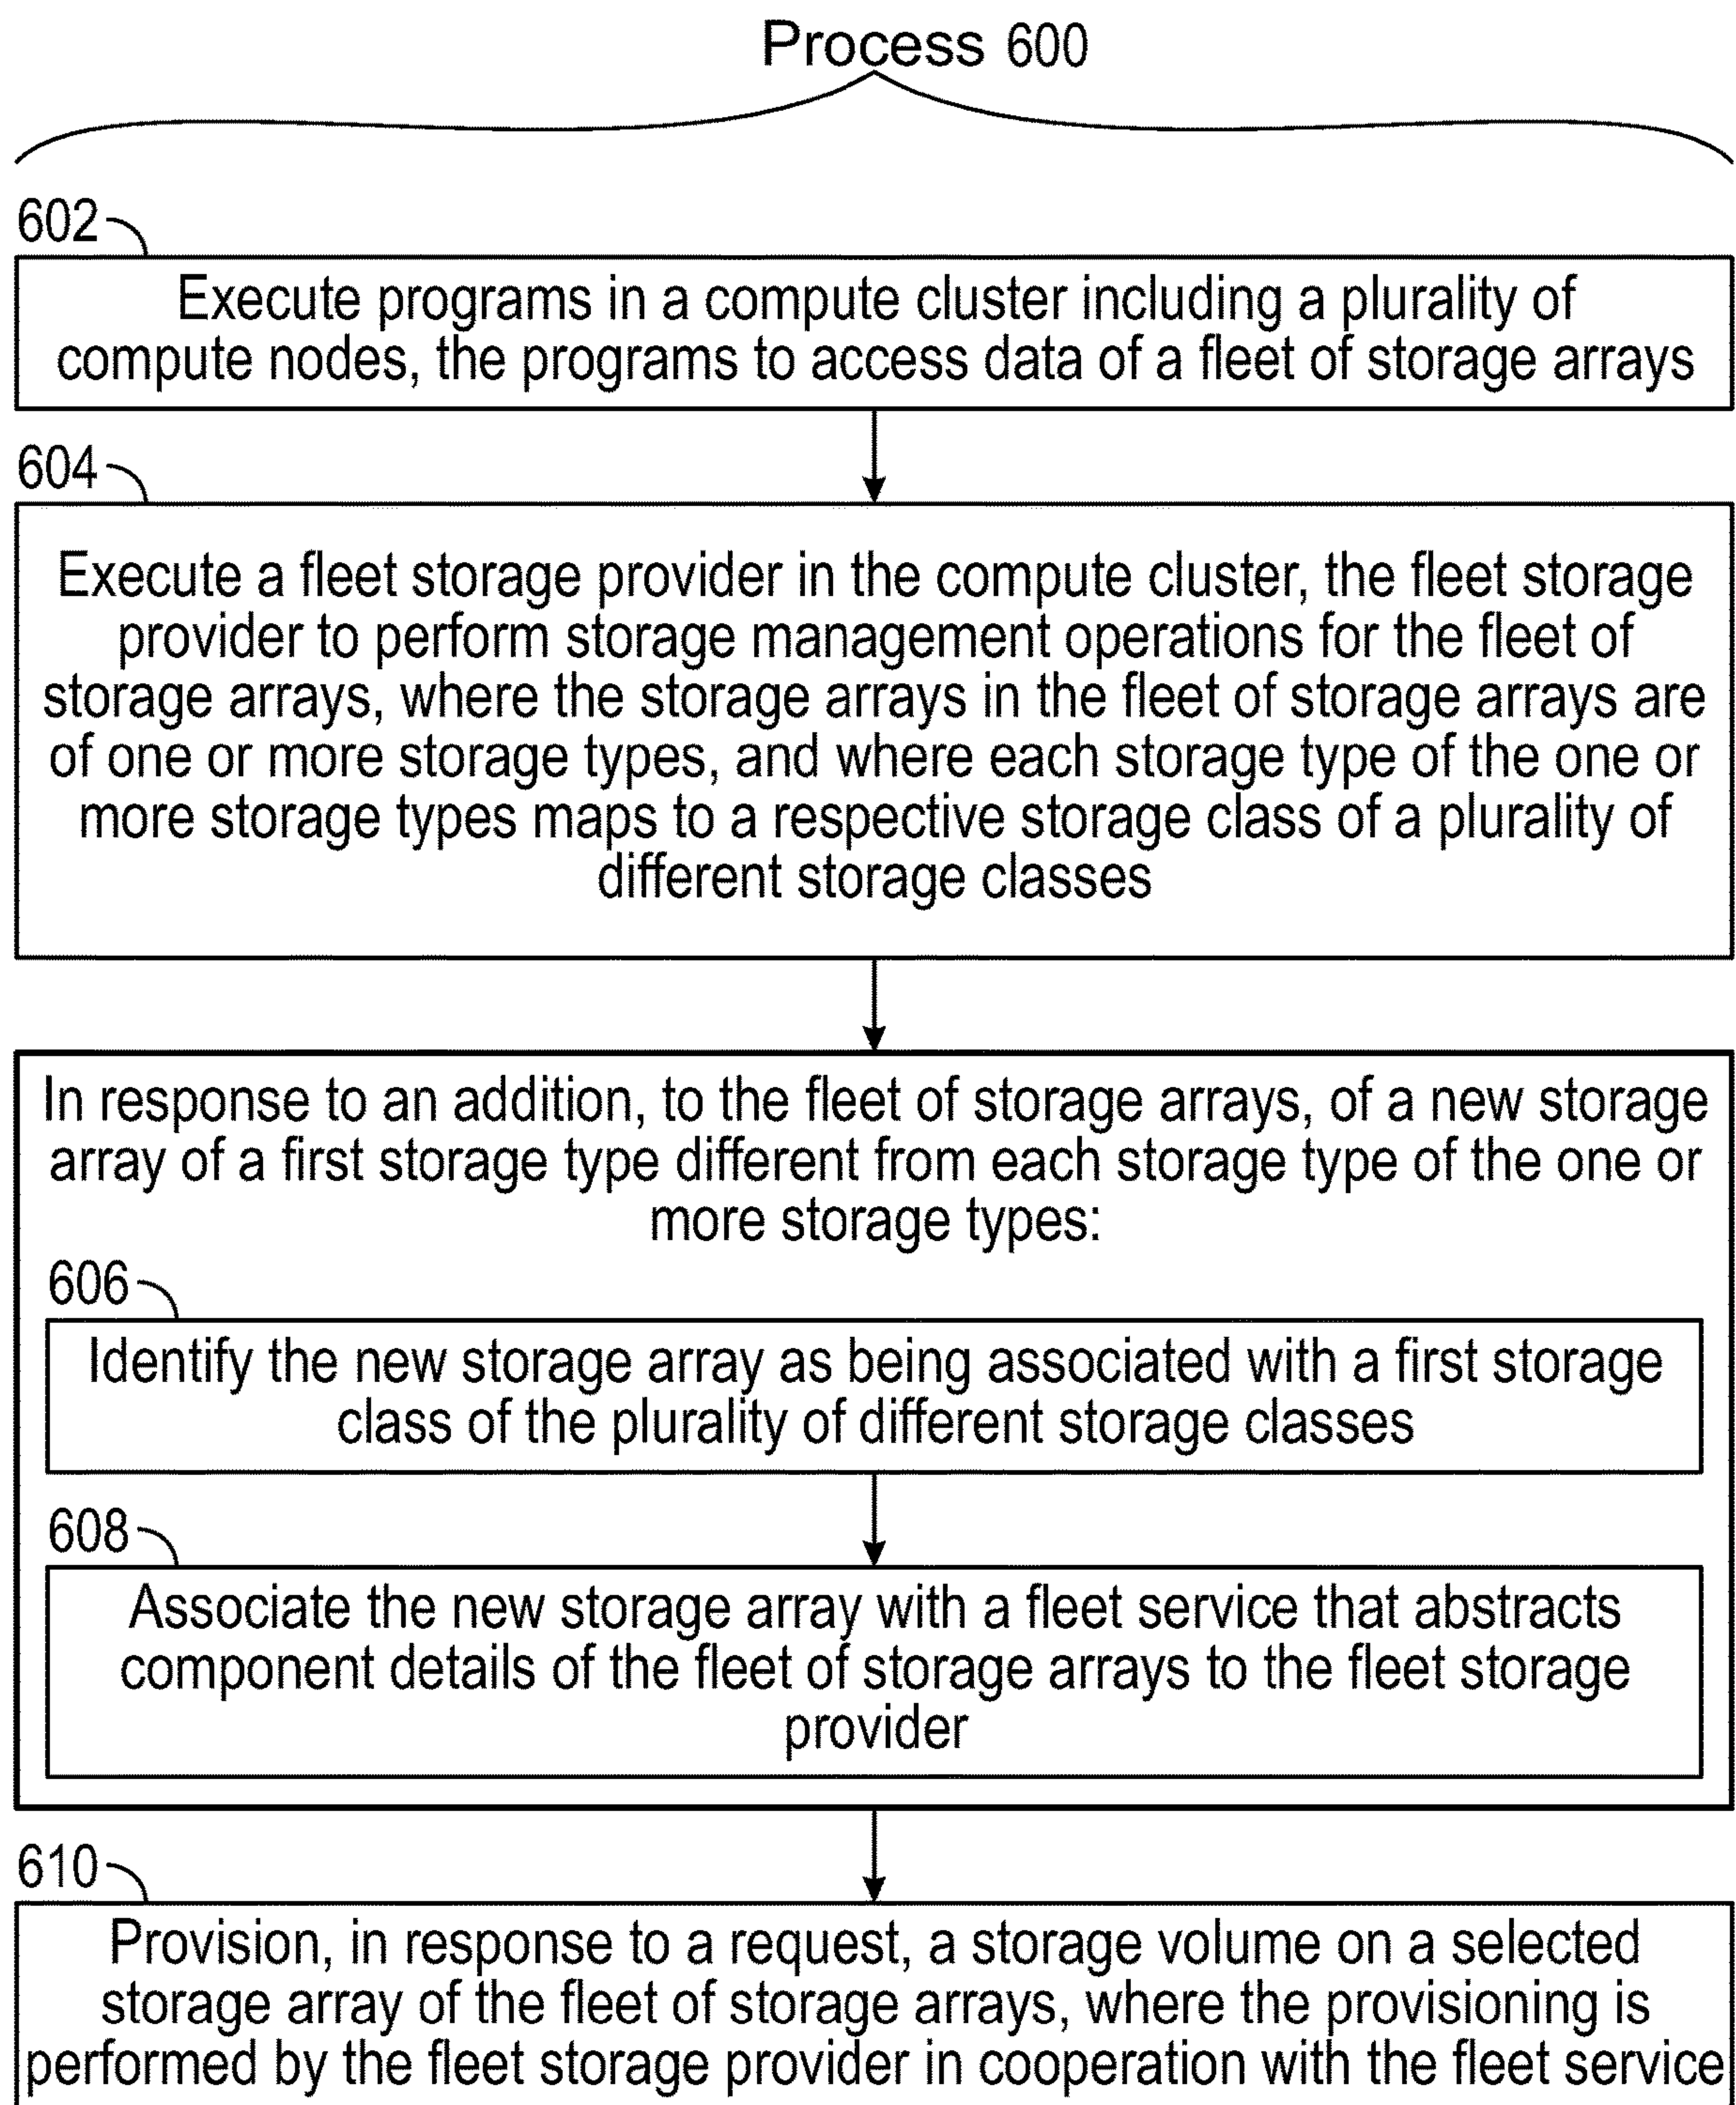 Process 600
602
Execute programs in a compute cluster including a plurality of
compute nodes, the programs to access data of a fleet of storage arrays
604
Execute a fleet storage provider in the compute cluster, the fleet storage
provider to perform storage management operations for the fleet of
storage arrays, where the storage arrays in the fleet of storage arrays are
of one or more storage types, and where each storage type of the one or
more storage types maps to a respective storage class of a plurality of
different storage classes
In response to an addition, to the fleet of storage arrays, of a new storage
array of a first storage type different from each storage type of the one or
more storage types:
606
Identify the new storage array as being associated with a first storage
class of the plurality of different storage classes
608
Associate the new storage array with a fleet service that abstracts
component details of the fleet of storage arrays to the fleet storage
provider
610
Provision, in response to a request, a storage volume on a selected
storage array of the fleet of storage arrays, where the provisioning is
performed by the fleet storage provider in cooperation with the fleet service